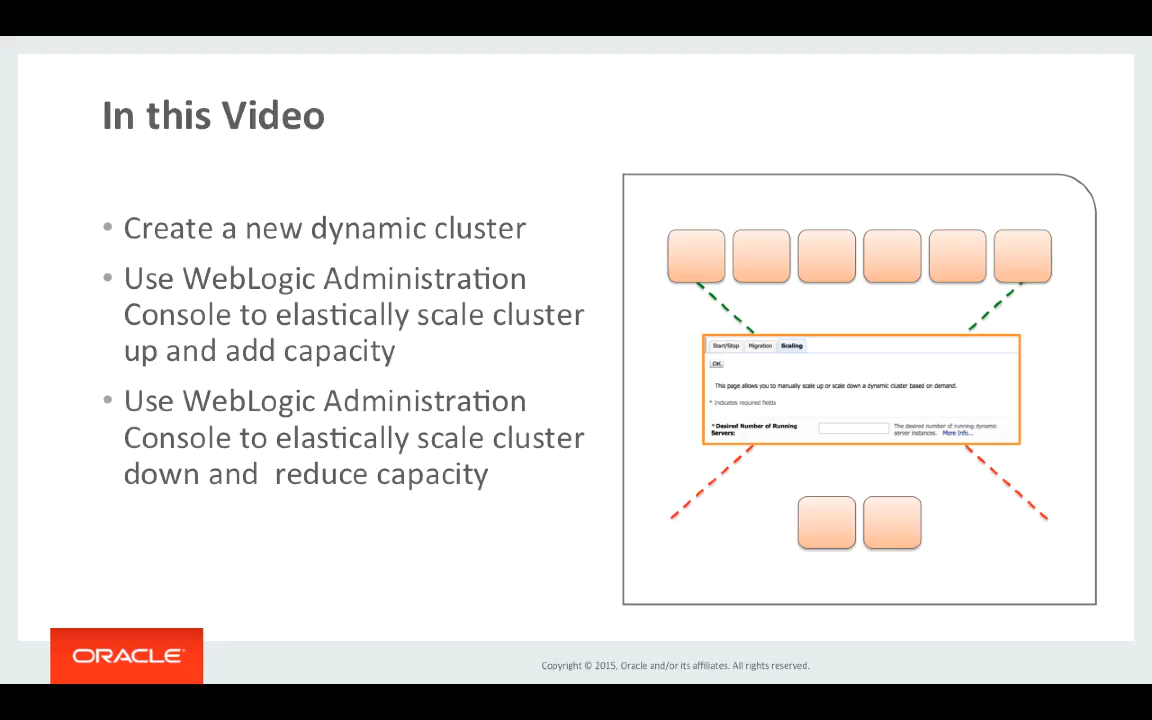 In this Video
• Create a new dynamic cluster
• Use WebLogic Administration
Console to elastically scale cluster
up and add capacity
• Use WebLogic Administration
Console to elastically scale cluster
down and  reduce capacity
Start/Stop Migration Scaling
OK
This page allows you to manually scale up or scale down a dynamic cluster based on demand.
* Indicates required fields
* Desired Number of Running
Servers:
The desired number of running dynamic
server instances. More Info...
ORACLE
Copyright © 2015, Oracle and/or its affiliates. All rights reserved.